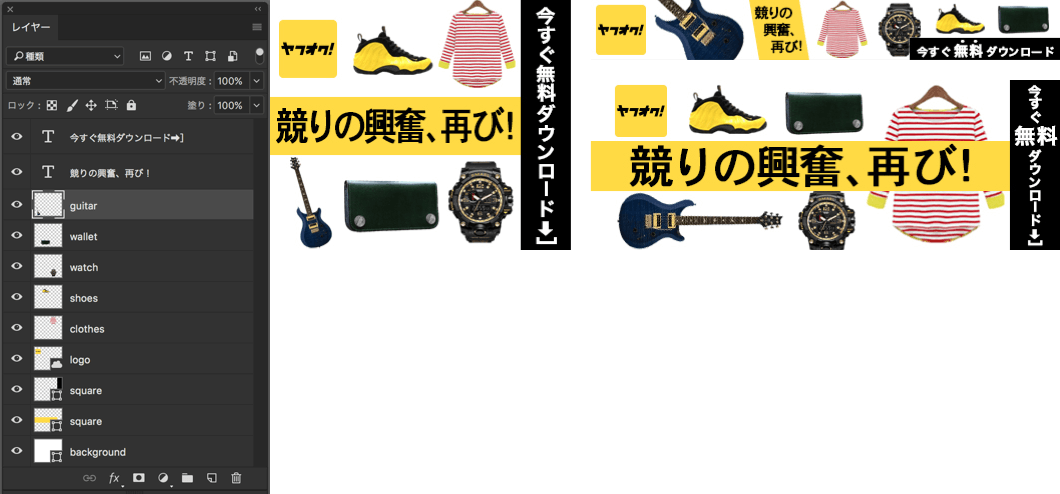 レイヤー
種類
通常
不透明度 : 100%
ロック :
塗り : 100%
今すぐ無料ダウンロード➡]
競りの興奮、再び！
guitar
wallet
watch
shoes
clothes
logo
square
square
background
fx
ヤフオク!
競りの興奮、再び!
今すぐ無料ダウンロード➡]
競りの
興奮、
再び!
今すぐ 無料 ダウンロード
ヤフオク!
競りの興奮、再び!
今すぐ無料ダウンロード➡]